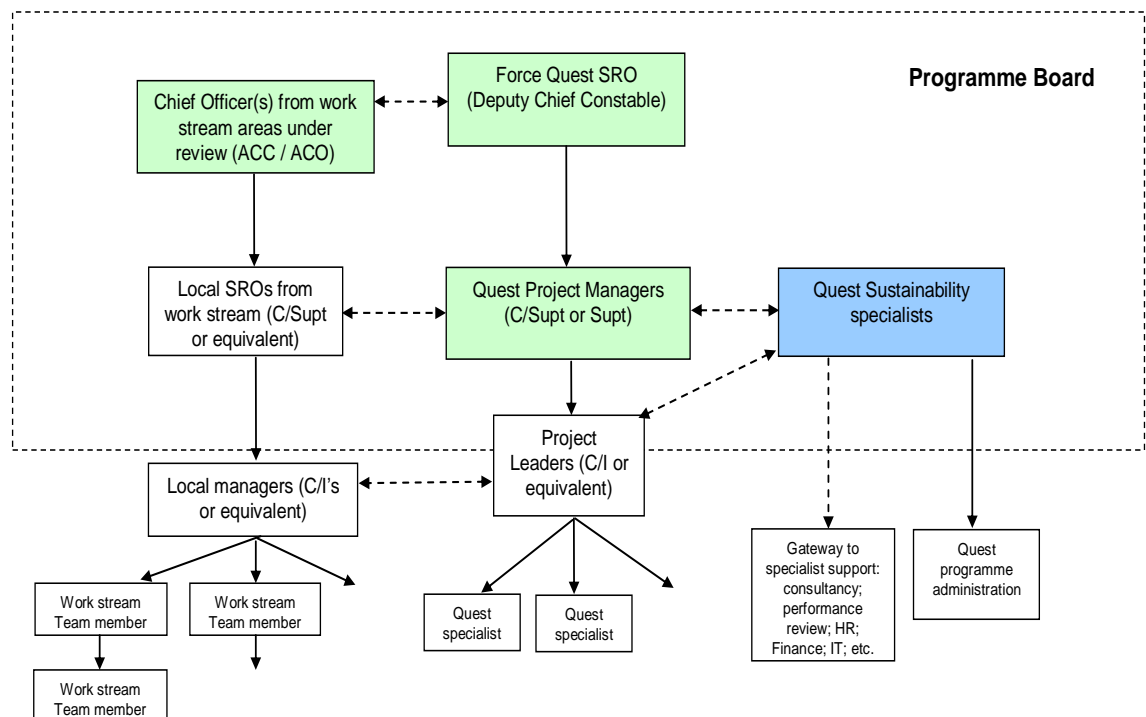 Force Quest SRO
(Deputy Chief Constable)
Programme Board
Chief Officer(s) from work
stream areas under
review (ACC / ACO)
Local SROs from
work stream (C/Supt
or equivalent)
Quest Project Managers
(C/Supt or Supt)
Quest Sustainability
specialists
Project
Leaders (C/I or
equivalent)
Local managers (C/I's
or equivalent)
Gateway to
specialist support:
consultancy;
performance
review; HR;
Finance; IT; etc.
Quest
programme
administration
Work stream
Team member
Work stream
Team member
Quest
specialist
Quest
specialist
Work stream
Team member